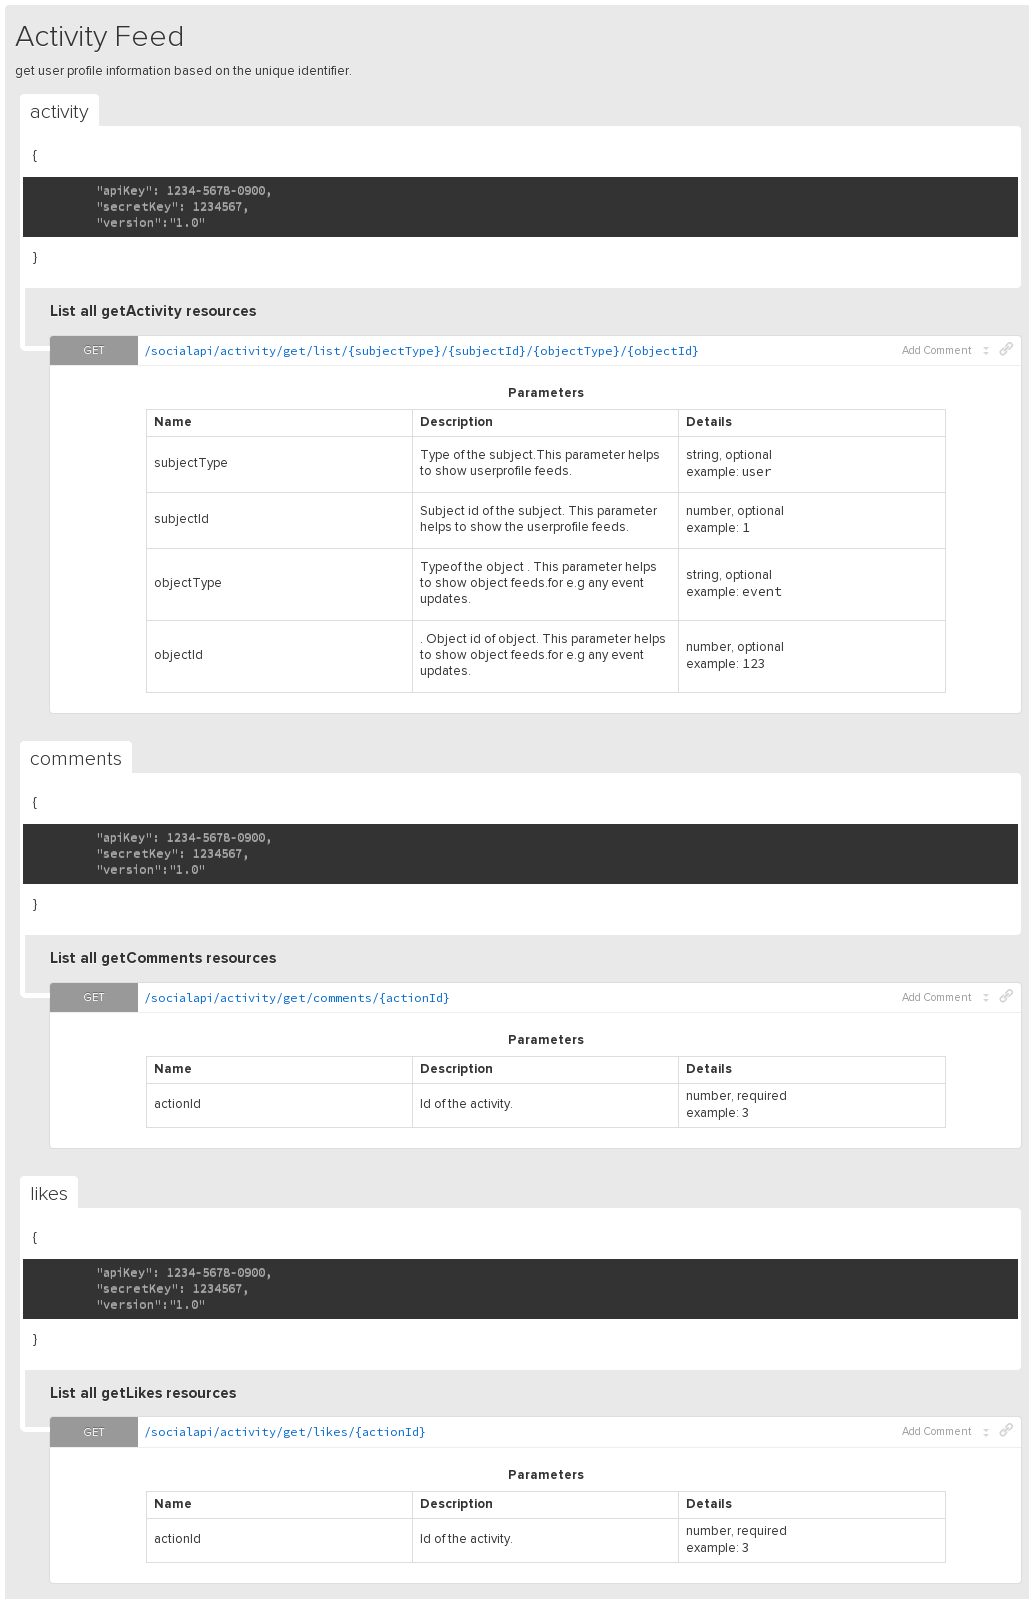 Activity Feed
get user profile information based on the unique identifier.
activity
{
"apiKey": 1234-5678-0900,
"secretKey": 1234567,
"version":"1.0"
}
List all getActivity resources
GET /socialapi/activity/get/list/{subjectType}/{subjectId}/{objectType}/{objectId} Add Comment
Parameters
Name Description Details
subjectType
Type of the subject.This parameter helps
to show userprofile feeds.
string, optional
example: user
subjectId
Subject id of the subject. This parameter
helps to show the userprofile feeds.
number, optional
example: 1
objectType
Typeof the object . This parameter helps
to show object feeds.for e.g any event
updates.
string, optional
example: event
objectId
. Object id of object. This parameter helps
to show object feeds.for e.g any event
updates.
number, optional
example: 123
comments
{
"apiKey": 1234-5678-0900,
"secretKey": 1234567,
"version":"1.0"
}
List all getComments resources
GET /socialapi/activity/get/comments/{actionId} Add Comment
Parameters
Name Description Details
actionId
Id of the activity.
number, required
example: 3
likes
{
"apiKey": 1234-5678-0900,
"secretKey": 1234567,
"version":"1.0"
}
List all getLikes resources
GET /socialapi/activity/get/likes/{actionId} Add Comment
Parameters
Name Description Details
actionId
Id of the activity.
number, required
example: 3